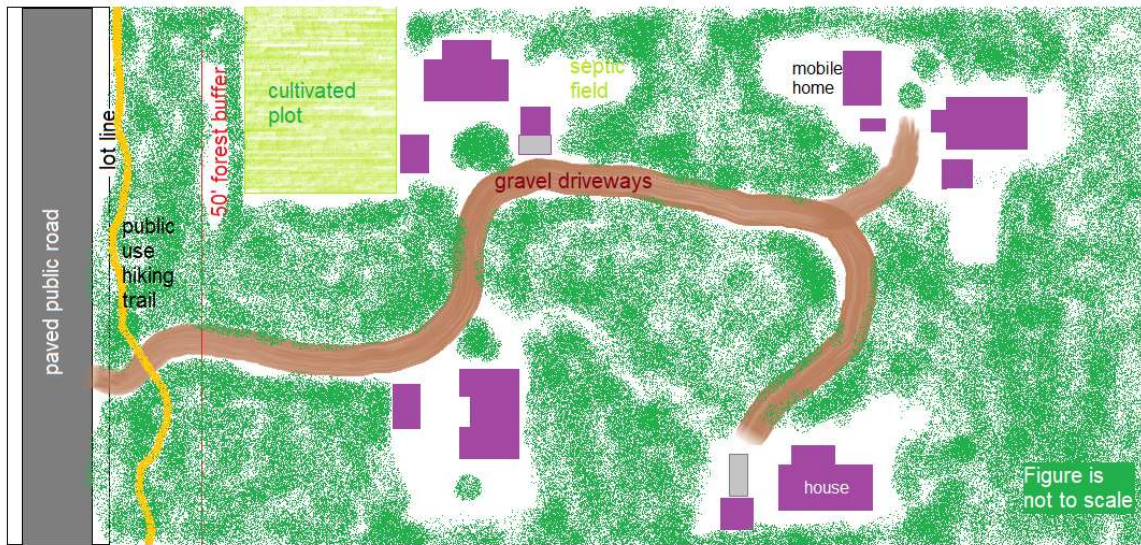 paved public road
lot line
public
use
hiking
trail
50' forest buffer
cultivated
plot
septic
field
gravel driveways
mobile
home
house
Figure is
not to scale